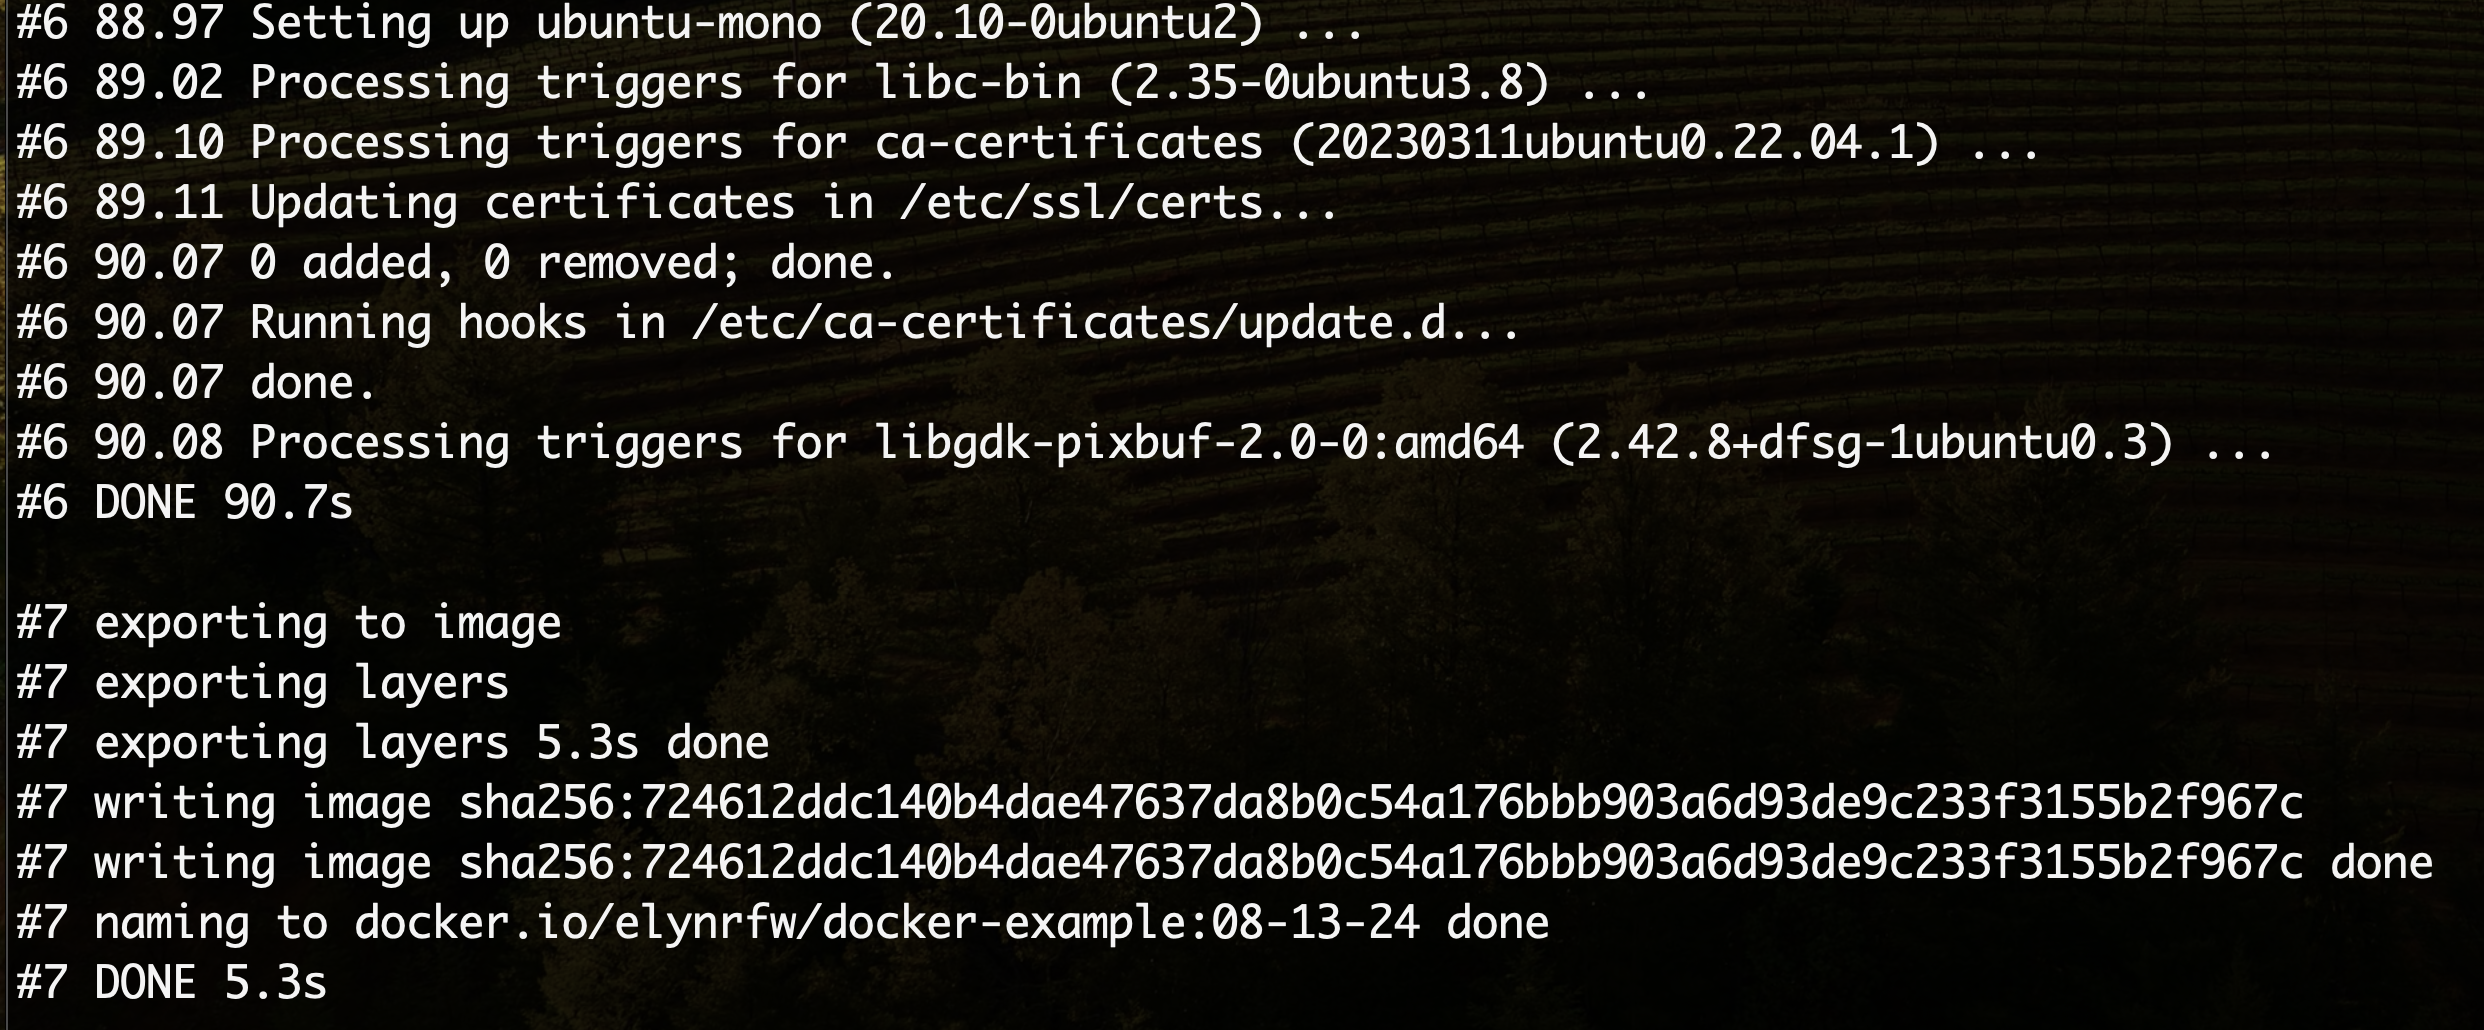 #6 88.97 Setting up ubuntu-mono (20.10-0ubuntu2) ...
#6 89.02 Processing triggers for libc-bin (2.35-0ubuntu3.8) ...
#6 89.10 Processing triggers for ca-certificates (20230311ubuntu0.22.04.1) ...
#6 89.11 Updating certificates in /etc/ssl/certs...
#6 90.07 0 added, 0 removed; done.
#6 90.07 Running hooks in /etc/ca-certificates/update.d...
#6 90.07 done.
#6 90.08 Processing triggers for libgdk-pixbuf-2.0-0:amd64 (2.42.8+dfsg-1ubuntu0.3) ...
#6 DONE 90.7s
#7 exporting to image
#7 exporting layers
#7 exporting layers 5.3s done
#7 writing image sha256:724612ddc140b4dae47637da8b0c54a176bbb903a6d93de9c233f3155b2f967c
#7 writing image sha256:724612ddc140b4dae47637da8b0c54a176bbb903a6d93de9c233f3155b2f967c done
#7 naming to docker.io/elynrfw/docker-example:08-13-24 done
#7 DONE 5.3s